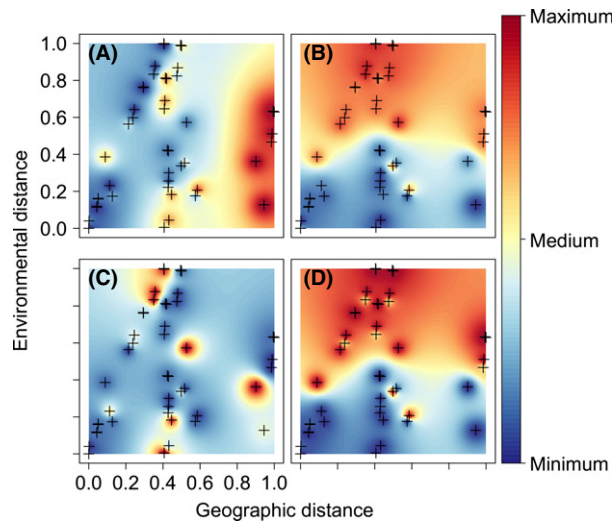 Maximum
(A)
(B)
1.0
0.8
0.6
0.4
0.2
0.0
Environmental distance
Medium
(C)
(D)
Minimum
0.0 0.2 0.4 0.6 0.8 1.0
Geographic distance